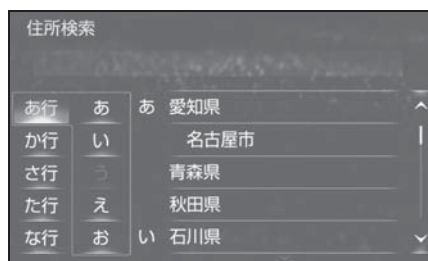 住所検索
あ行 あ あ 愛知県
か行 い 名古屋市
さ行 う 青森県
た行 え 秋田県
な行 お い 石川県